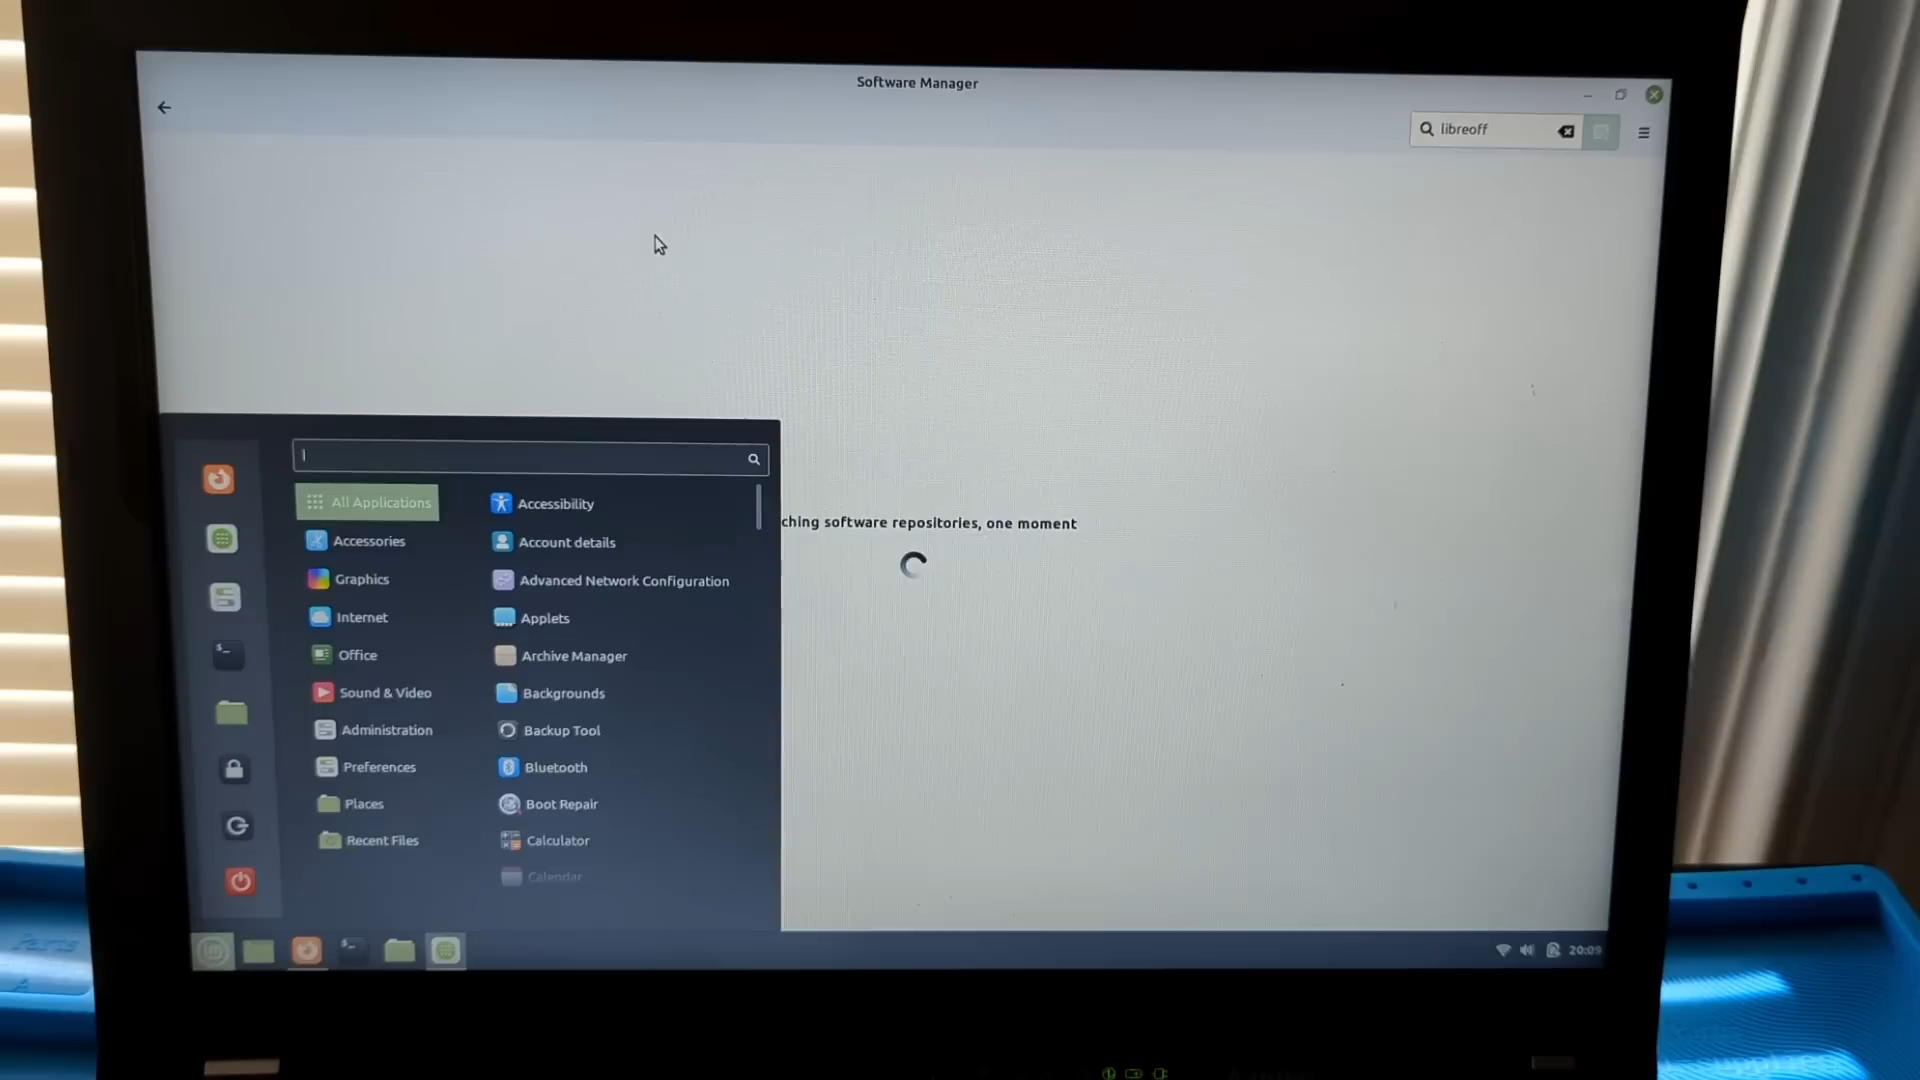 Software Manager
libreoff
All Applications
Accessories
Graphics
Internet
Office
Sound & Video
Administration
Preferences
Places
Recent Files
Accessibility
Account details
Advanced Network Configuration
Applets
Archive Manager
Backgrounds
Backup Tool
Bluetooth
Boot Repair
Calculator
Calendar
ching software repositories, one moment
20:09
Parts
supplies